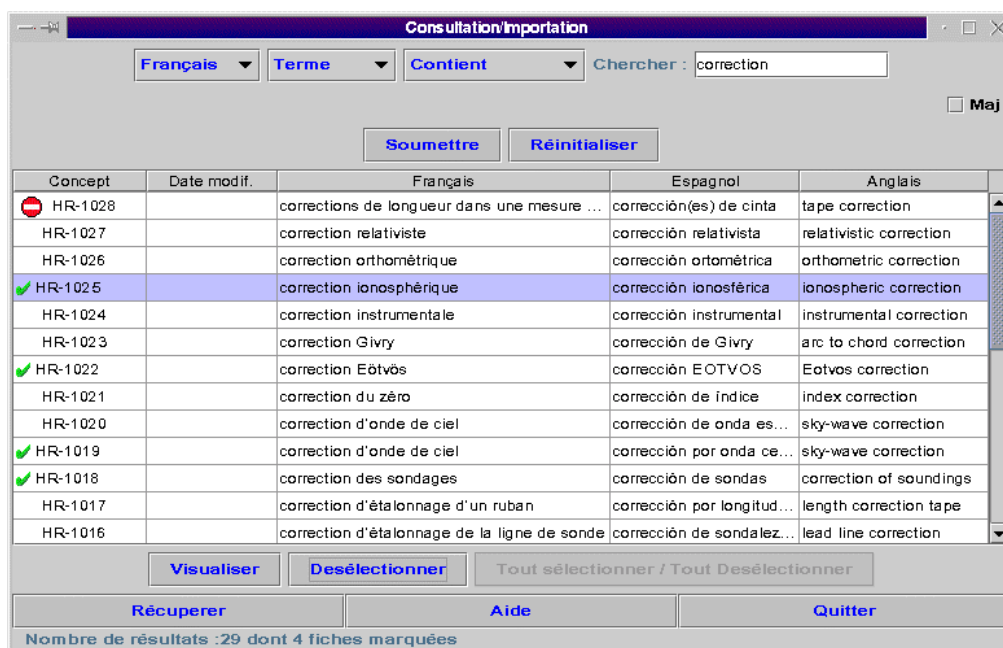 Consultation/Importation
Français Terme Contient Chercher : correction
Maj
Soumettre Réinitialiser
Concept Date modif. Français Espagnol Anglais
HR-1028 corrections de longueur dans une mesure ... corrección(es) de cinta tape correction
HR-1027 correction relativiste corrección relativista relativistic correction
HR-1026 correction orthométrique corrección ortométrica orthometric correction
HR-1025 correction ionosphérique corrección ionosférica ionospheric correction
HR-1024 correction instrumentale corrección instrumental instrumental correction
HR-1023 correction Givry corrección de Givry arc to chord correction
HR-1022 correction Eötvös corrección EOTVOS Eotvos correction
HR-1021 correction du zéro corrección de índice index correction
HR-1020 correction d'onde de ciel corrección de onda es... sky-wave correction
HR-1019 correction d'onde de ciel corrección por onda ce... sky-wave correction
HR-1018 correction des sondages corrección de sondas correction of soundings
HR-1017 correction d'étalonnage d'un ruban corrección por longitud... length correction tape
HR-1016 correction d'étalonnage de la ligne de sonde corrección de sondalez... lead line correction
Visualiser Desélectionner Tout sélectionner / Tout Desélectionner
Récuperer Aide Quitter
Nombre de résultats :29 dont 4 fiches marquées